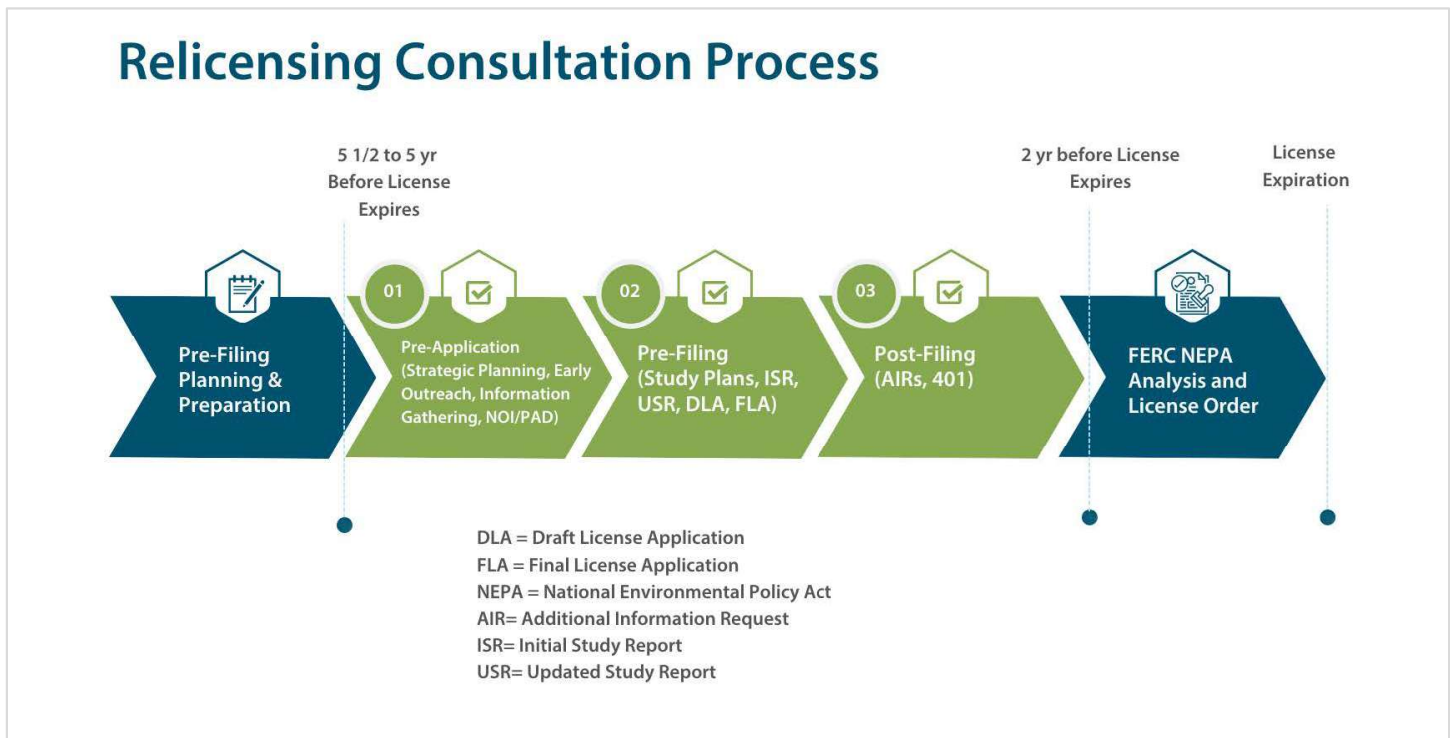 Relicensing Consultation Process
5 1/2 to 5 yr
Before License
Expires
2 yr before License
Expires
License
Expiration
Pre-Filing
Planning &
Preparation
01
Pre-Application
(Strategic Planning, Early
Outreach, Information
Gathering, NOI/PAD)
02
Pre-Filing
(Study Plans, ISR,
USR, DLA, FLA)
03
Post-Filing
(AIRs, 401)
FERC NEPA
Analysis and
License Order
DLA = Draft License Application
FLA = Final License Application
NEPA = National Environmental Policy Act
AIR= Additional Information Request
ISR= Initial Study Report
USR= Updated Study Report